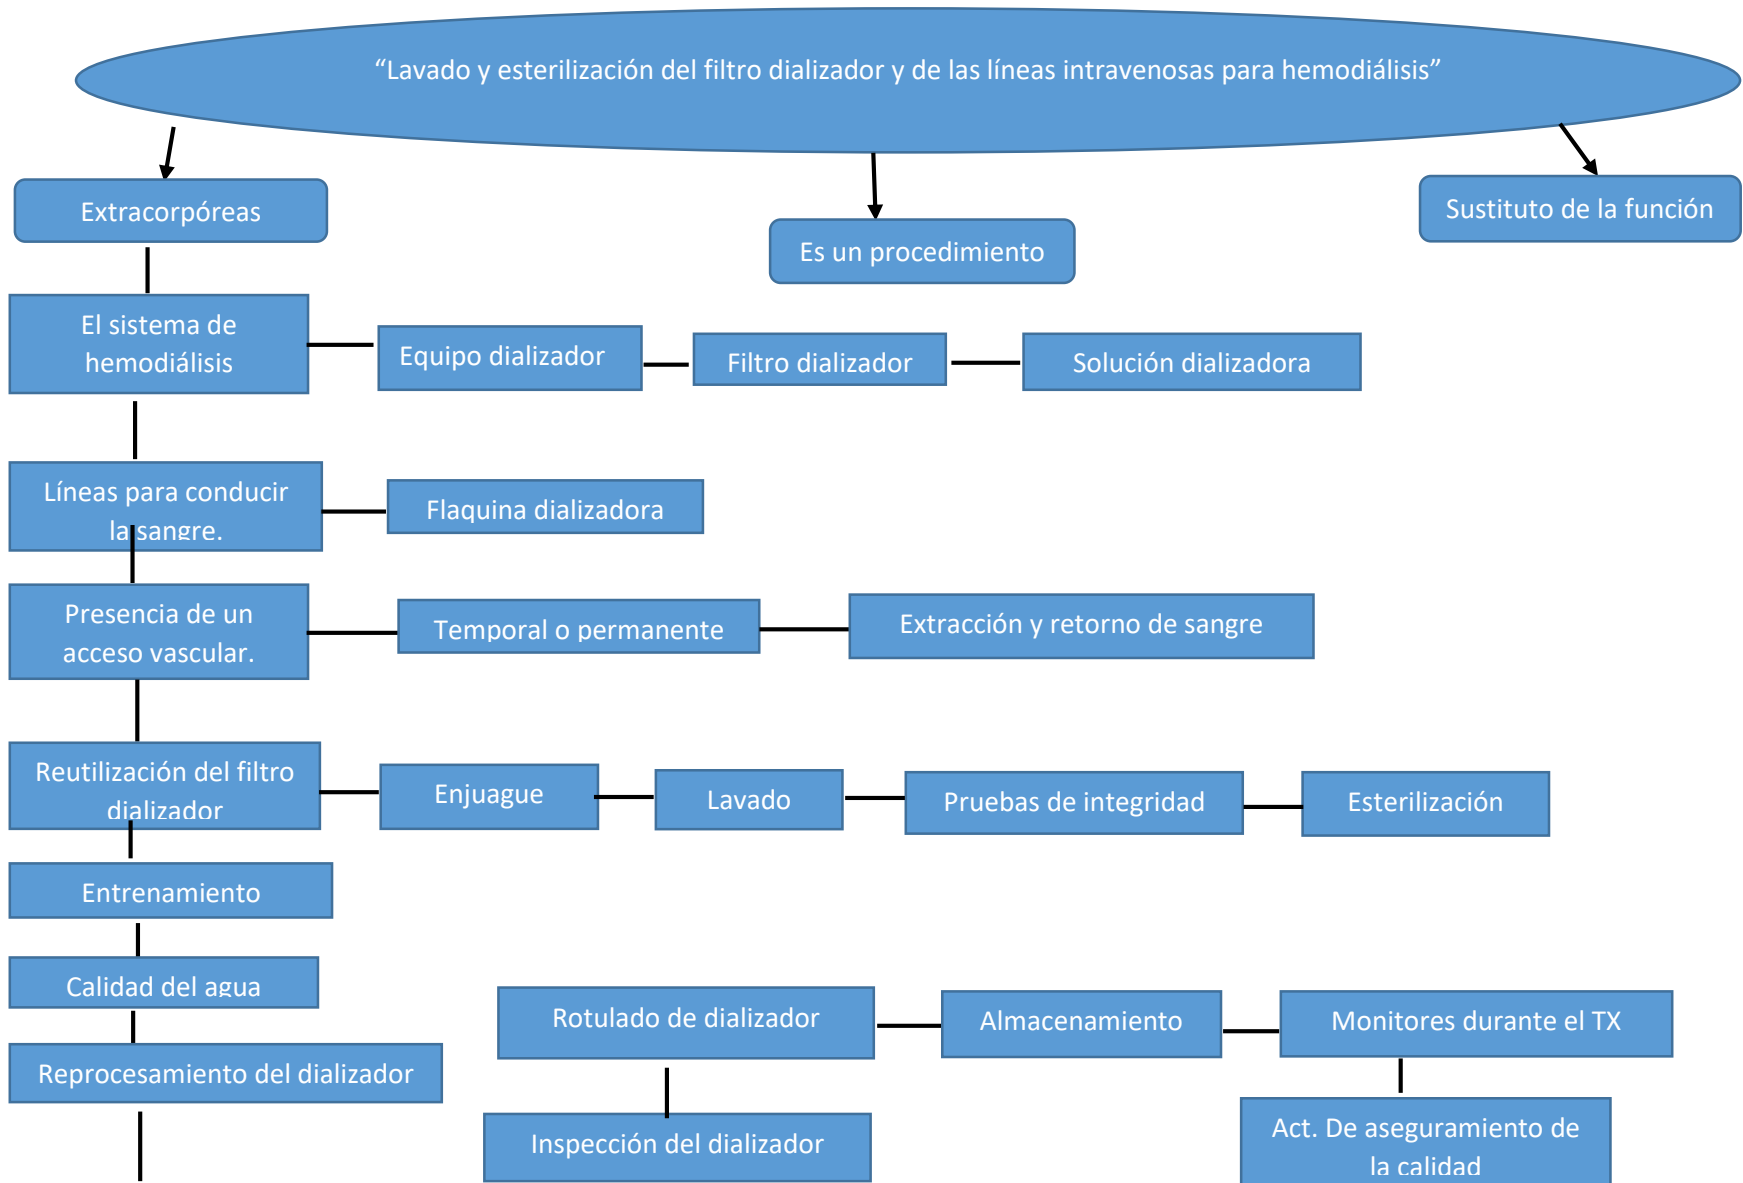 “Lavado y esterilización del filtro dializador y de las líneas intravenosas para hemodiálisis”
Extracorpóreas
Es un procedimiento
Sustituto de la función
El sistema de
hemodiálisis
Equipo dializador
Filtro dializador
Solución dializadora
Líneas para conducir
la sangre.
Flaquina dializadora
Presencia de un
acceso vascular.
Temporal o permanente
Extracción y retorno de sangre
Reutilización del filtro
dializador
Enjuague
Lavado
Pruebas de integridad
Esterilización
Entrenamiento
Calidad del agua
Reprocesamiento del dializador
Rotulado de dializador
Almacenamiento
Monitores durante el TX
Inspección del dializador
Act. De aseguramiento de
la calidad